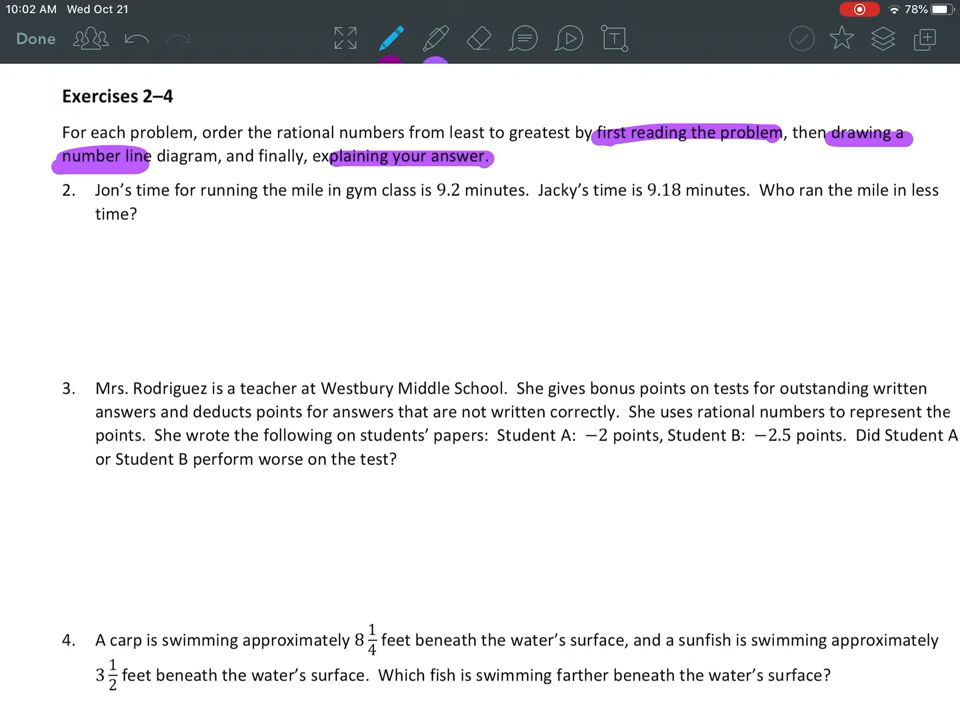 10:02 AM Wed Oct 21
78%
Done
T
Exercises 2–4
For each problem, order the rational numbers from least to greatest by first reading the problem, then drawing a
number line diagram, and finally, explaining your answer.
2. Jon’s time for running the mile in gym class is 9.2 minutes. Jacky’s time is 9.18 minutes. Who ran the mile in less
time?
3. Mrs. Rodriguez is a teacher at Westbury Middle School. She gives bonus points on tests for outstanding written
answers and deducts points for answers that are not written correctly. She uses rational numbers to represent the
points. She wrote the following on students’ papers: Student A: −2 points, Student B: −2.5 points. Did Student A
or Student B perform worse on the test?
4. A carp is swimming approximately 8 1/4 feet beneath the water’s surface, and a sunfish is swimming approximately
3 1/2 feet beneath the water’s surface. Which fish is swimming farther beneath the water’s surface?